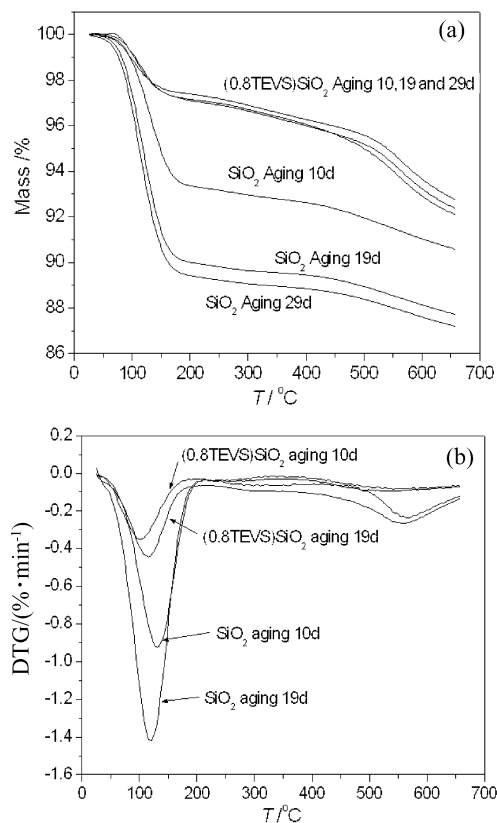 (a)
100
98
96
94
92
90
88
86
Mass /%
(0.8TEVS)SiO2 Aging 10,19 and 29d
SiO2 Aging 10d
SiO2 Aging 19d
SiO2 Aging 29d
0 100 200 300 400 500 600 700
T / °C
(b)
0.2
0.0
-0.2
-0.4
-0.6
-0.8
-1.0
-1.2
-1.4
-1.6
DTG/(%·min-1)
(0.8TEVS)SiO2 aging 10d
(0.8TEVS)SiO2 aging 19d
SiO2 aging 10d
SiO2 aging 19d
0 100 200 300 400 500 600 700
T /°C